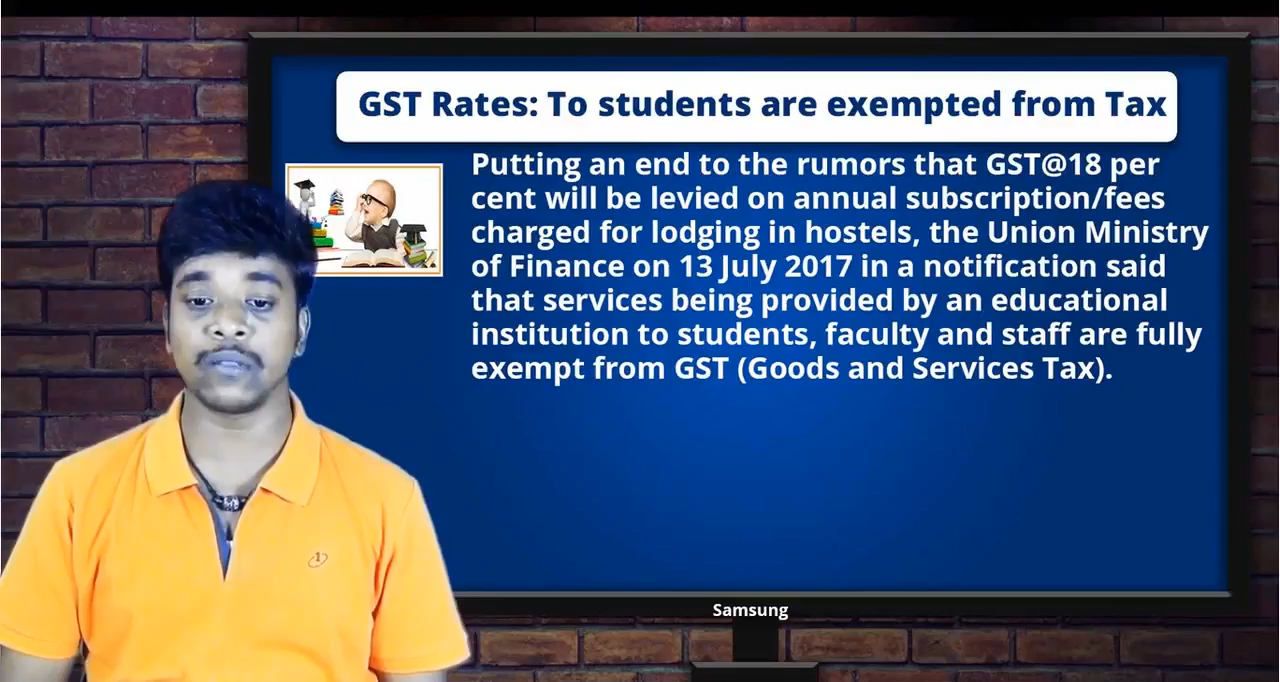 GST Rates: To students are exempted from Tax
Putting an end to the rumors that GST@18 per
cent will be levied on annual subscription/fees
charged for lodging in hostels, the Union Ministry
of Finance on 13 July 2017 in a notification said
that services being provided by an educational
institution to students, faculty and staff are fully
exempt from GST (Goods and Services Tax).
1
Samsung